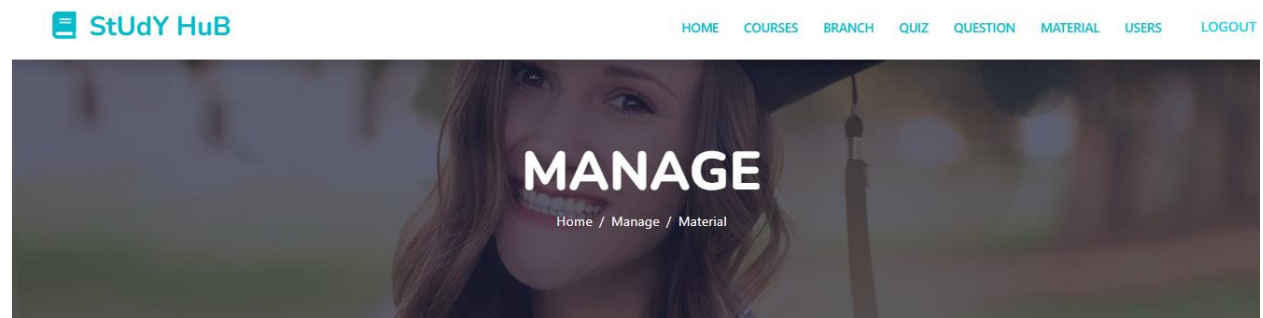 StUdY HuB HOME COURSES BRANCH QUIZ QUESTION MATERIAL USERS LOGOUT
MANAGE
Home / Manage / Material